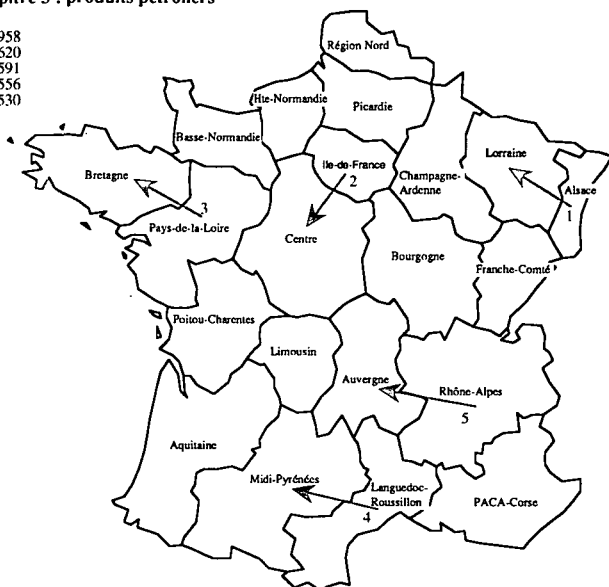 pitre 3 : produits pétroliers
958
620
591
556
530
Région Nord
Hte-Normandie
Picardie
Basse-Normandie
Ile-de-France
Lorraine
Champagne-
Ardenne
Alsace
Bretagne
2
3
1
Pays-de-la-Loire
Centre
Bourgogne
Franche-Comté
Poitou-Charentes
Limousin
Auvergne
Rhône-Alpes
5
Aquitaine
Midi-Pyrénées
Languedoc-
Roussillon
PACA-Corse
4